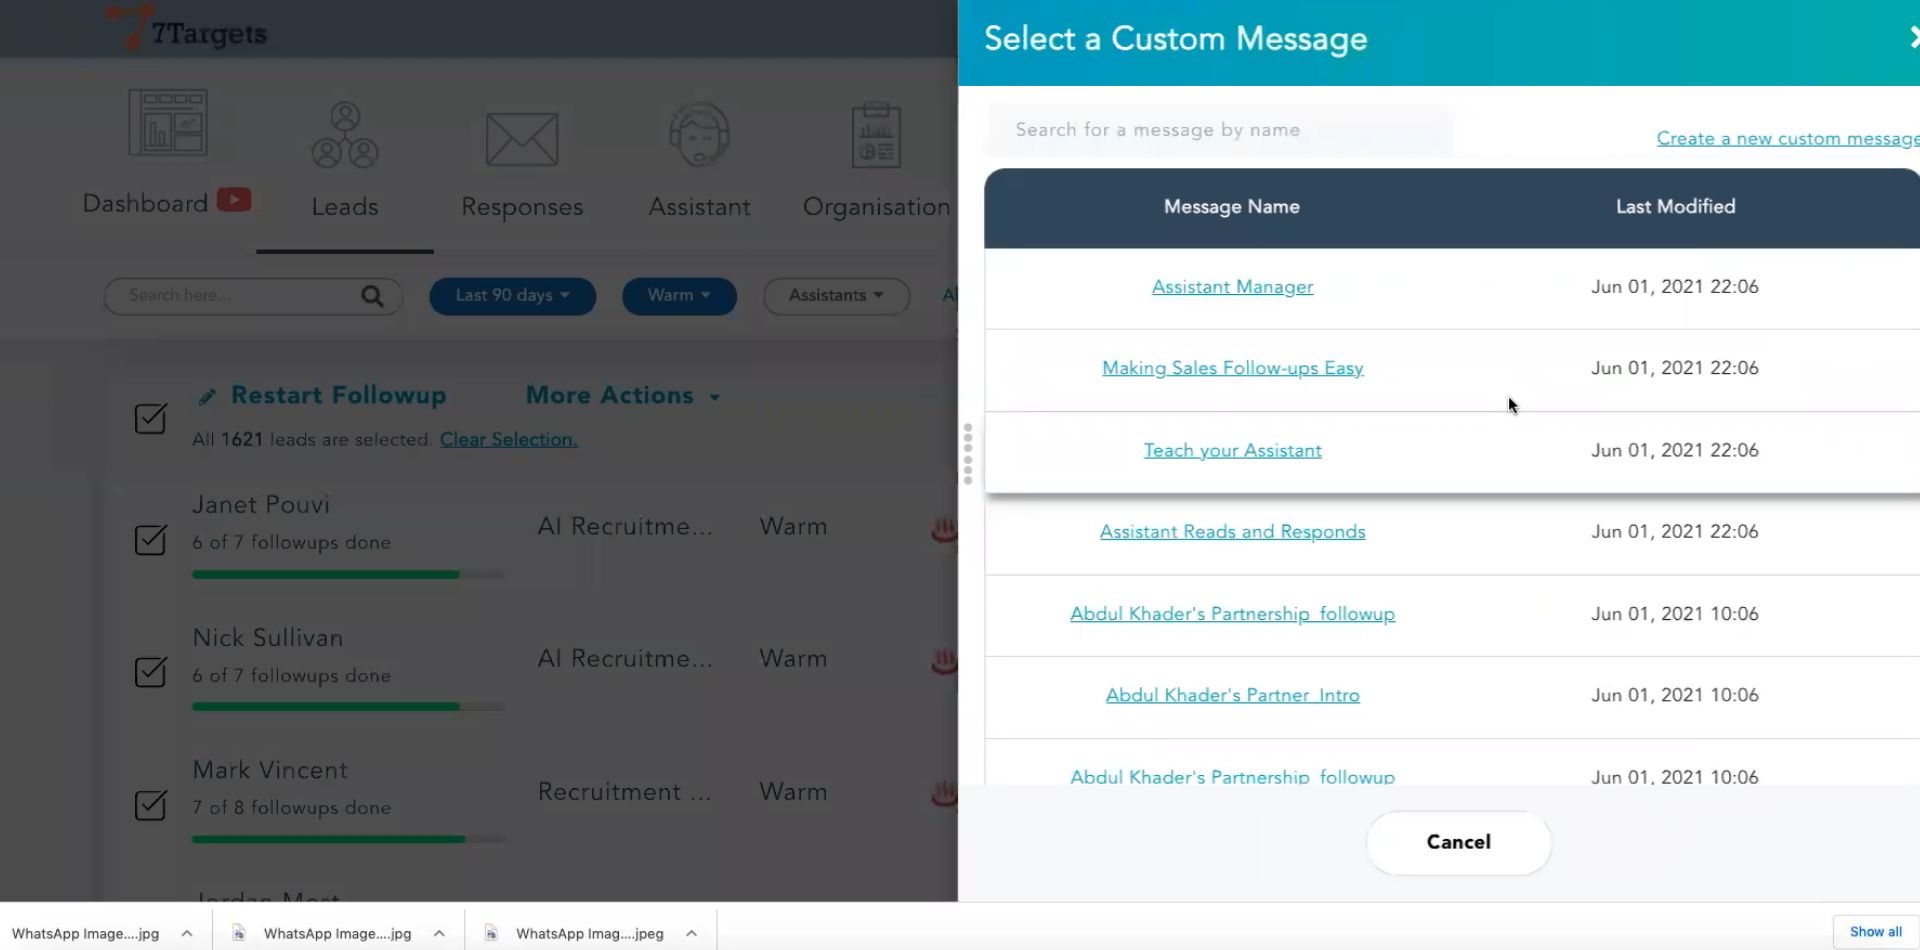 7Targets
Dashboard
Leads
Responses
Assistant
Organisation
Search here...
Last 90 days
Warm
Assistants
Restart Followup
More Actions
All 1621 leads are selected. Clear Selection.
Janet Pouvi
6 of 7 followups done
AI Recruitme...
Warm
Nick Sullivan
6 of 7 followups done
AI Recruitme...
Warm
Mark Vincent
7 of 8 followups done
Recruitment ...
Warm
Select a Custom Message
Search for a message by name
Create a new custom message
Message Name
Last Modified
Assistant Manager
Jun 01, 2021 22:06
Making Sales Follow-ups Easy
Jun 01, 2021 22:06
Teach your Assistant
Jun 01, 2021 22:06
Assistant Reads and Responds
Jun 01, 2021 22:06
Abdul Khader's Partnership_followup
Jun 01, 2021 10:06
Abdul Khader's Partner_Intro
Jun 01, 2021 10:06
Abdul Khader's Partnership_followup
Jun 01, 2021 10:06
Cancel
WhatsApp Image....jpg
WhatsApp Image....jpg
WhatsApp Imag....jpeg
Show all